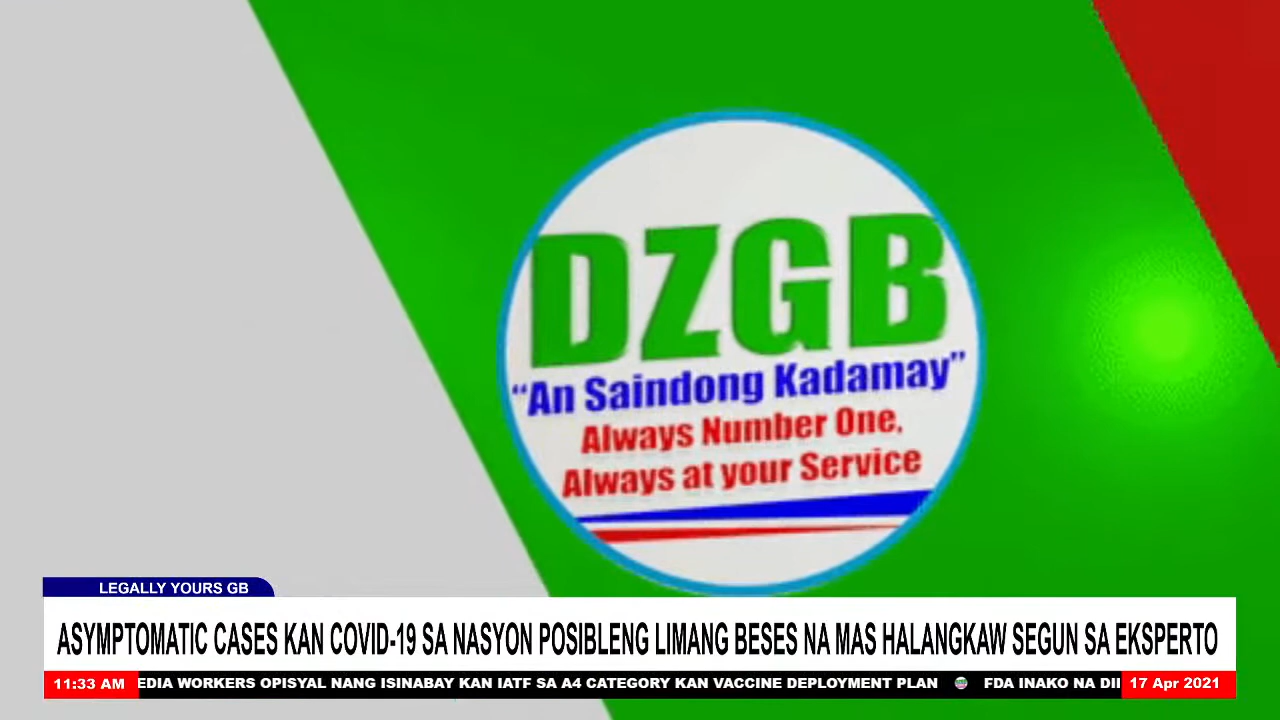 DZGB
“An Saindong Kadamay”
Always Number One,
Always at your Service
LEGALLY YOURS GB
ASYMPTOMATIC CASES KAN COVID-19 SA NASYON POSIBLENG LIMANG BESES NA MAS HALANGKAW SEGUN SA EKSPERTO
11:33 AM EDIA WORKERS OPISYAL NANG ISINABAY KAN IATF SA A4 CATEGORY KAN VACCINE DEPLOYMENT PLAN FDA INAKO NA DII 17 Apr 2021